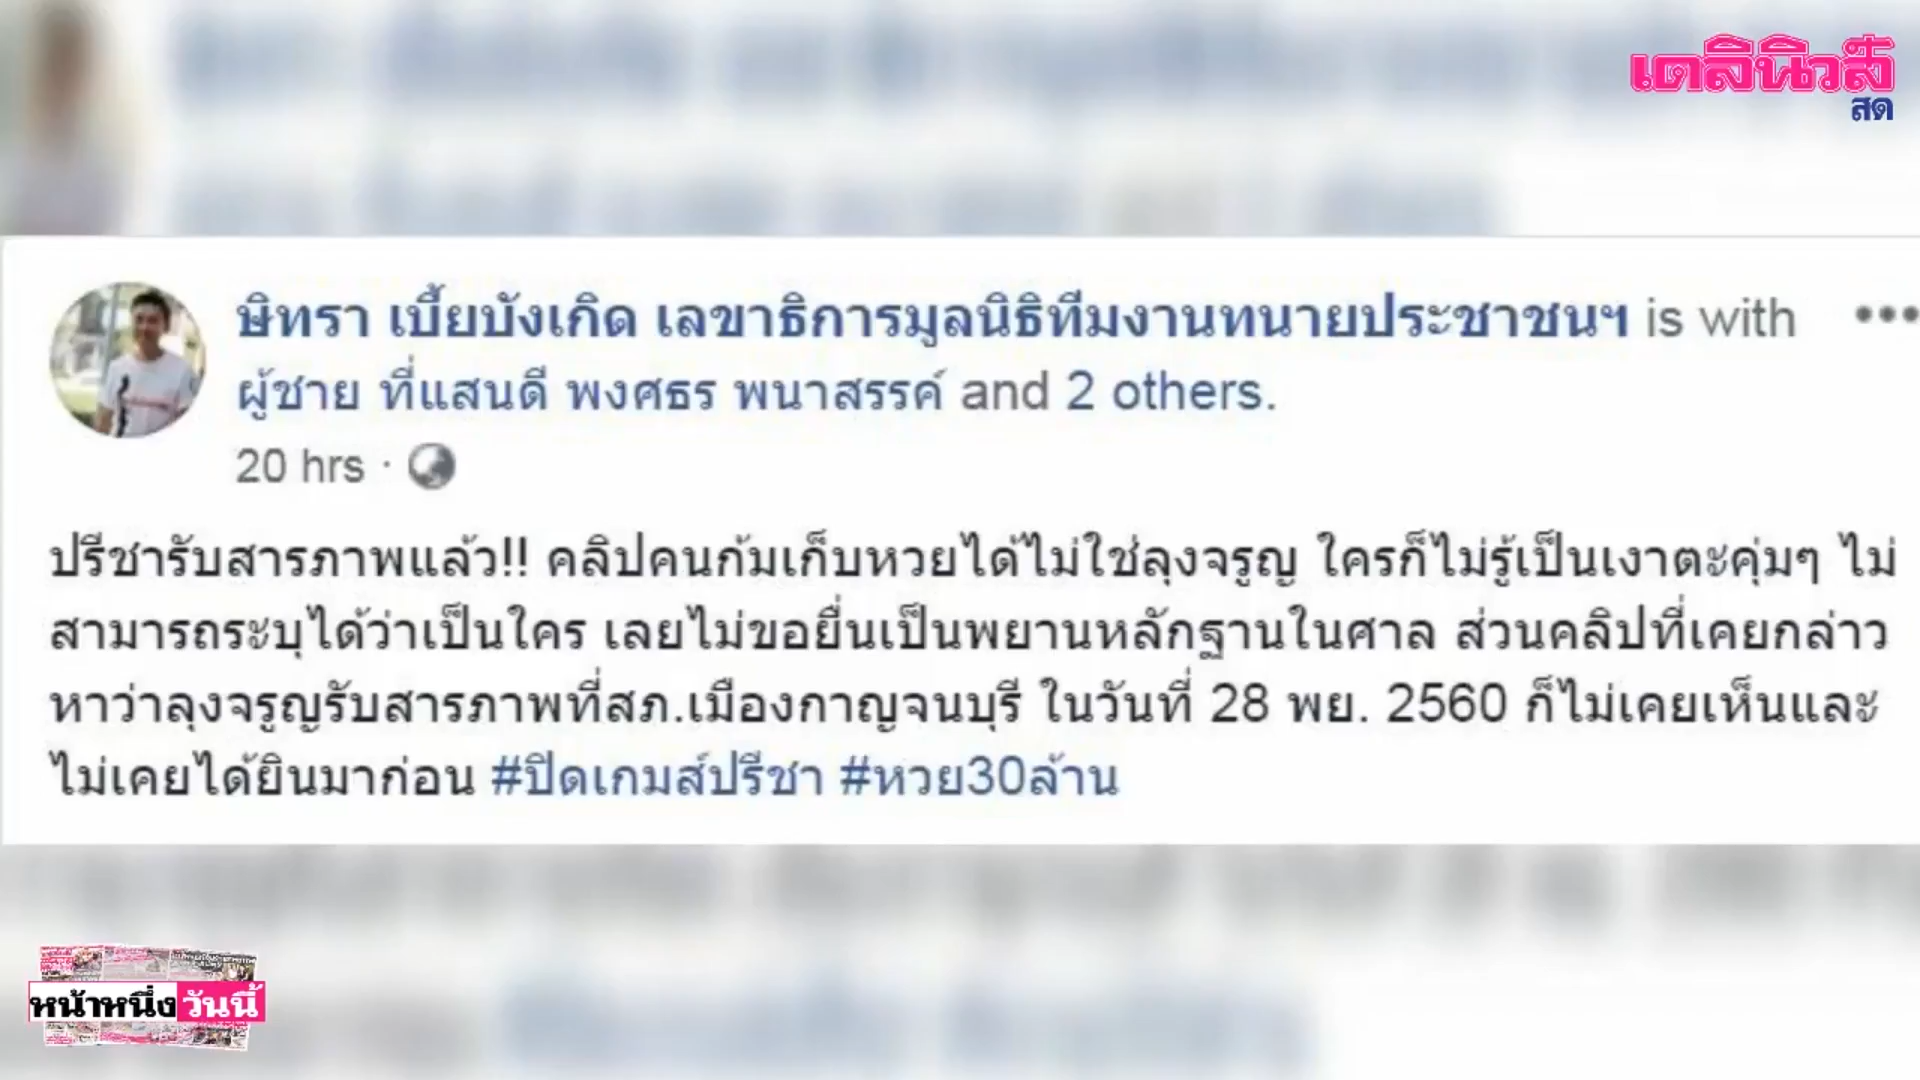 เดลินิวส์
สด
ษิทรา เบี้ยบังเกิด เลขาธิการมูลนิธิทีมงานทนายประชาชนฯ is with
ผู้ชาย ที่แสนดี พงศธร พนาสรรค์ and 2 others.
20 hrs ·
ปรีชารับสารภาพแล้ว!! คลิปคนก้มเก็บหวยได้ไม่ใช่ลุงจรูญ ใครก็ไม่รู้เป็นเงาตะคุ่มๆ ไม่
สามารถระบุได้ว่าเป็นใคร เลยไม่ขอยื่นเป็นพยานหลักฐานในศาล ส่วนคลิปที่เคยกล่าว
หาว่าลุงจรูญรับสารภาพที่สภ.เมืองกาญจนบุรี ในวันที่ 28 พย. 2560 ก็ไม่เคยเห็นและ
ไม่เคยได้ยินมาก่อน #ปิดเกมส์ปรีชา #หวย30ล้าน
หน้าหนึ่งวันนี้